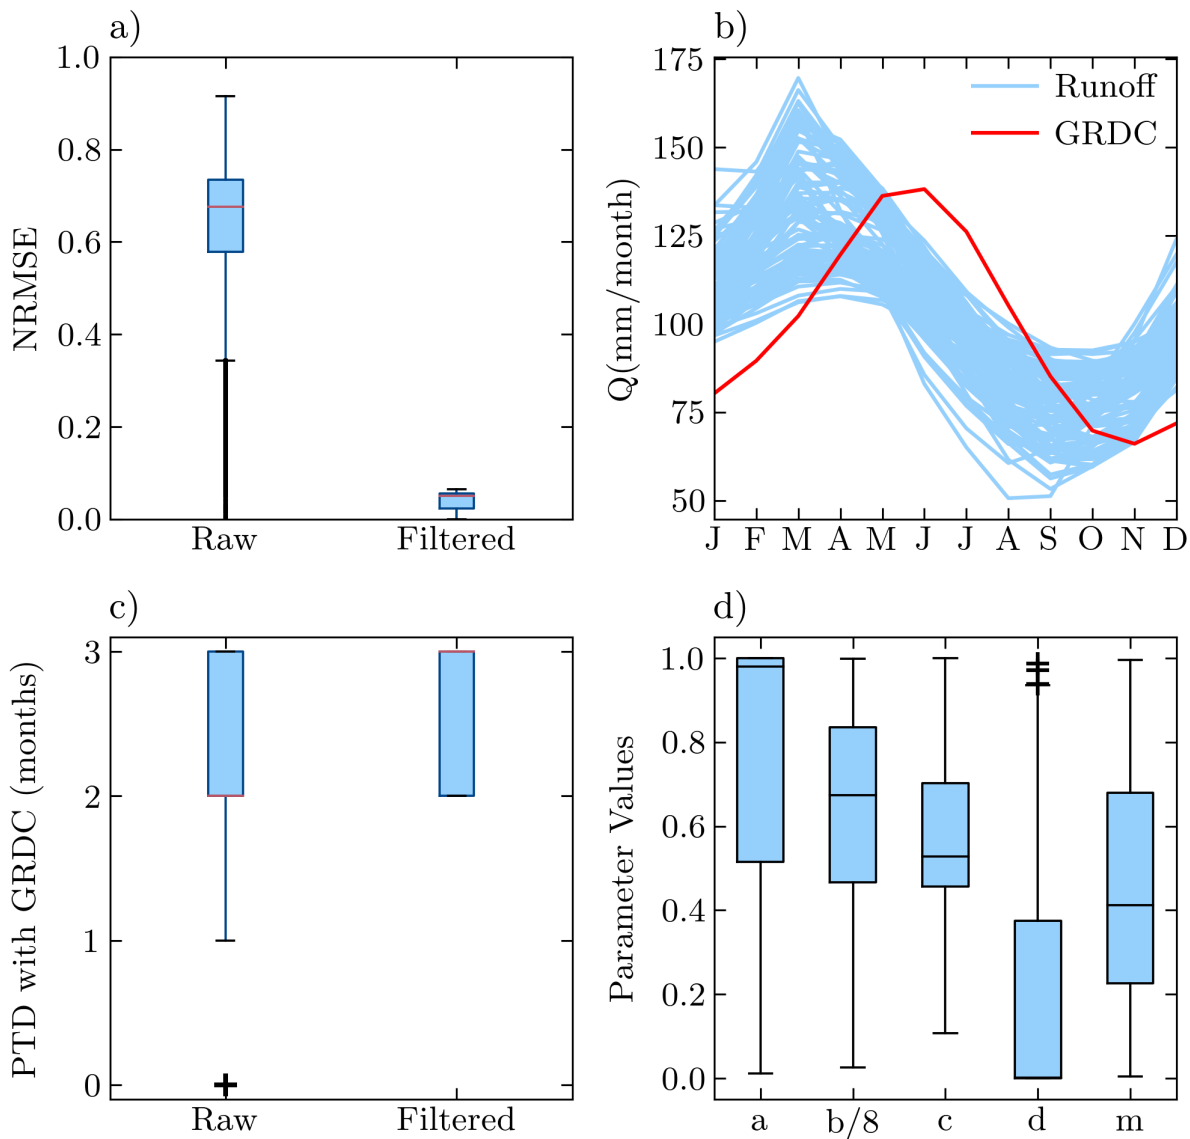 a)
1.0
0.8
0.6
0.4
0.2
0.0
NRMSE
Raw Filtered
b)
175
150
125
100
75
50
Q(mm/month)
Runoff
GRDC
J F M A M J J A S O N D
c)
3
2
1
0
PTD with GRDC (months)
Raw Filtered
d)
1.0
0.8
0.6
0.4
0.2
0.0
Parameter Values
a b/8 c d m